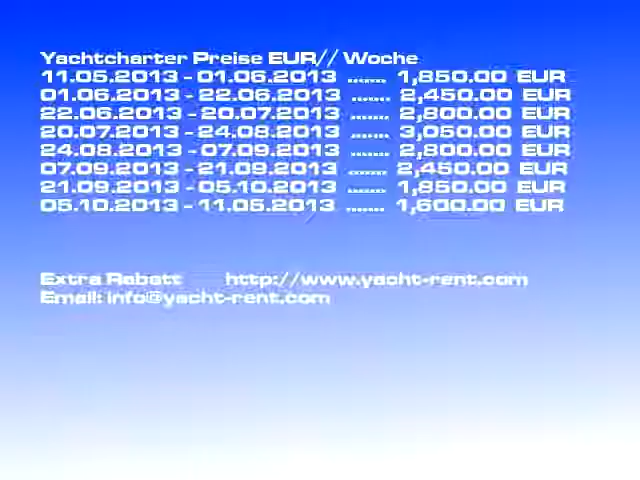 Yachtcharter Preise EUR// Woche
11.05.2013 - 01.06.2013 ....... 1,850.00 EUR
01.06.2013 - 22.06.2013 ....... 2,450.00 EUR
22.06.2013 - 20.07.2013 ....... 2,800.00 EUR
20.07.2013 - 24.08.2013 ....... 3,050.00 EUR
24.08.2013 - 07.09.2013 ....... 2,800.00 EUR
07.09.2013 - 21.09.2013 ....... 2,450.00 EUR
21.09.2013 - 05.10.2013 ....... 1,850.00 EUR
05.10.2013 - 11.05.2013 ....... 1,600.00 EUR
Extra Rabatt http://www.yacht-rent.com
Email: info@yacht-rent.com